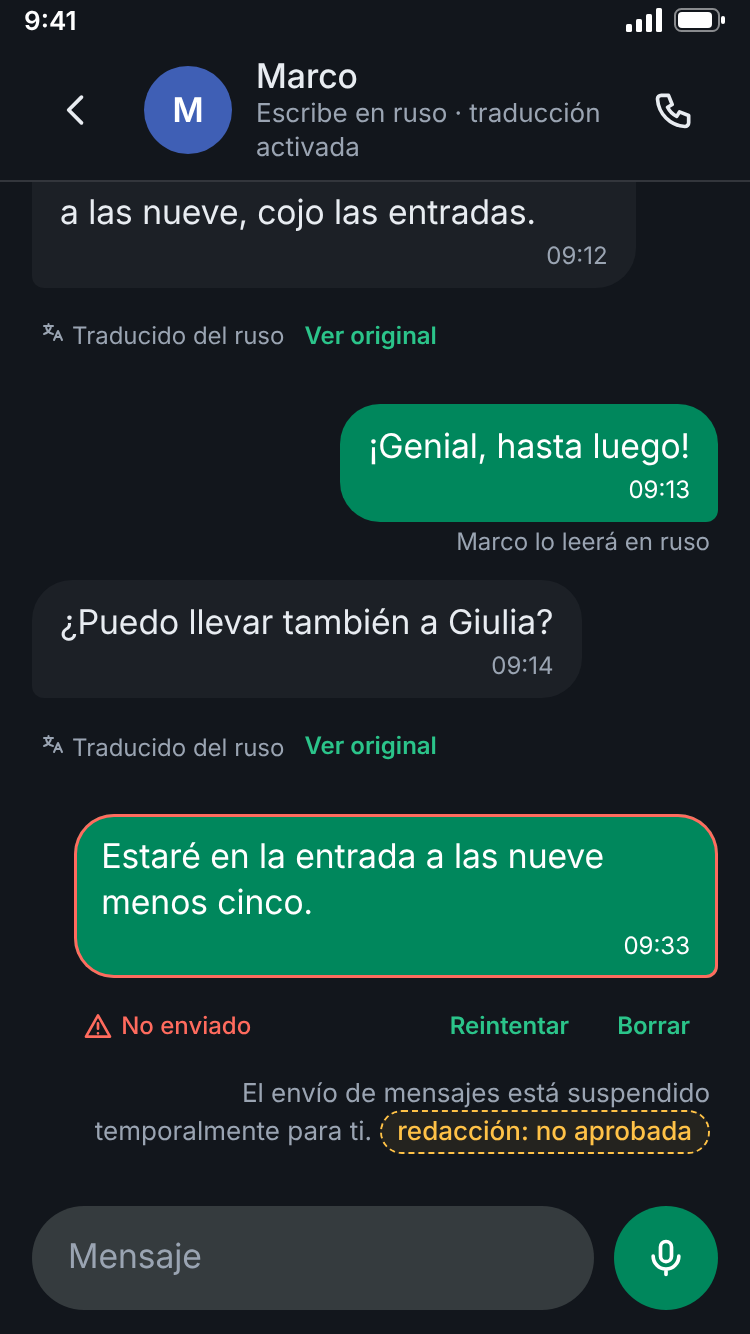 9:41
M
Marco
Escribe en ruso · traducción
activada
a las nueve, cojo las entradas.
09:12
Traducido del ruso Ver original
¡Genial, hasta luego!
09:13
Marco lo leerá en ruso
¿Puedo llevar también a Giulia?
09:14
Traducido del ruso Ver original
Estaré en la entrada a las nueve
menos cinco.
09:33
No enviado Reintentar Borrar
El envío de mensajes está suspendido
temporalmente para ti. redacción: no aprobada
Mensaje